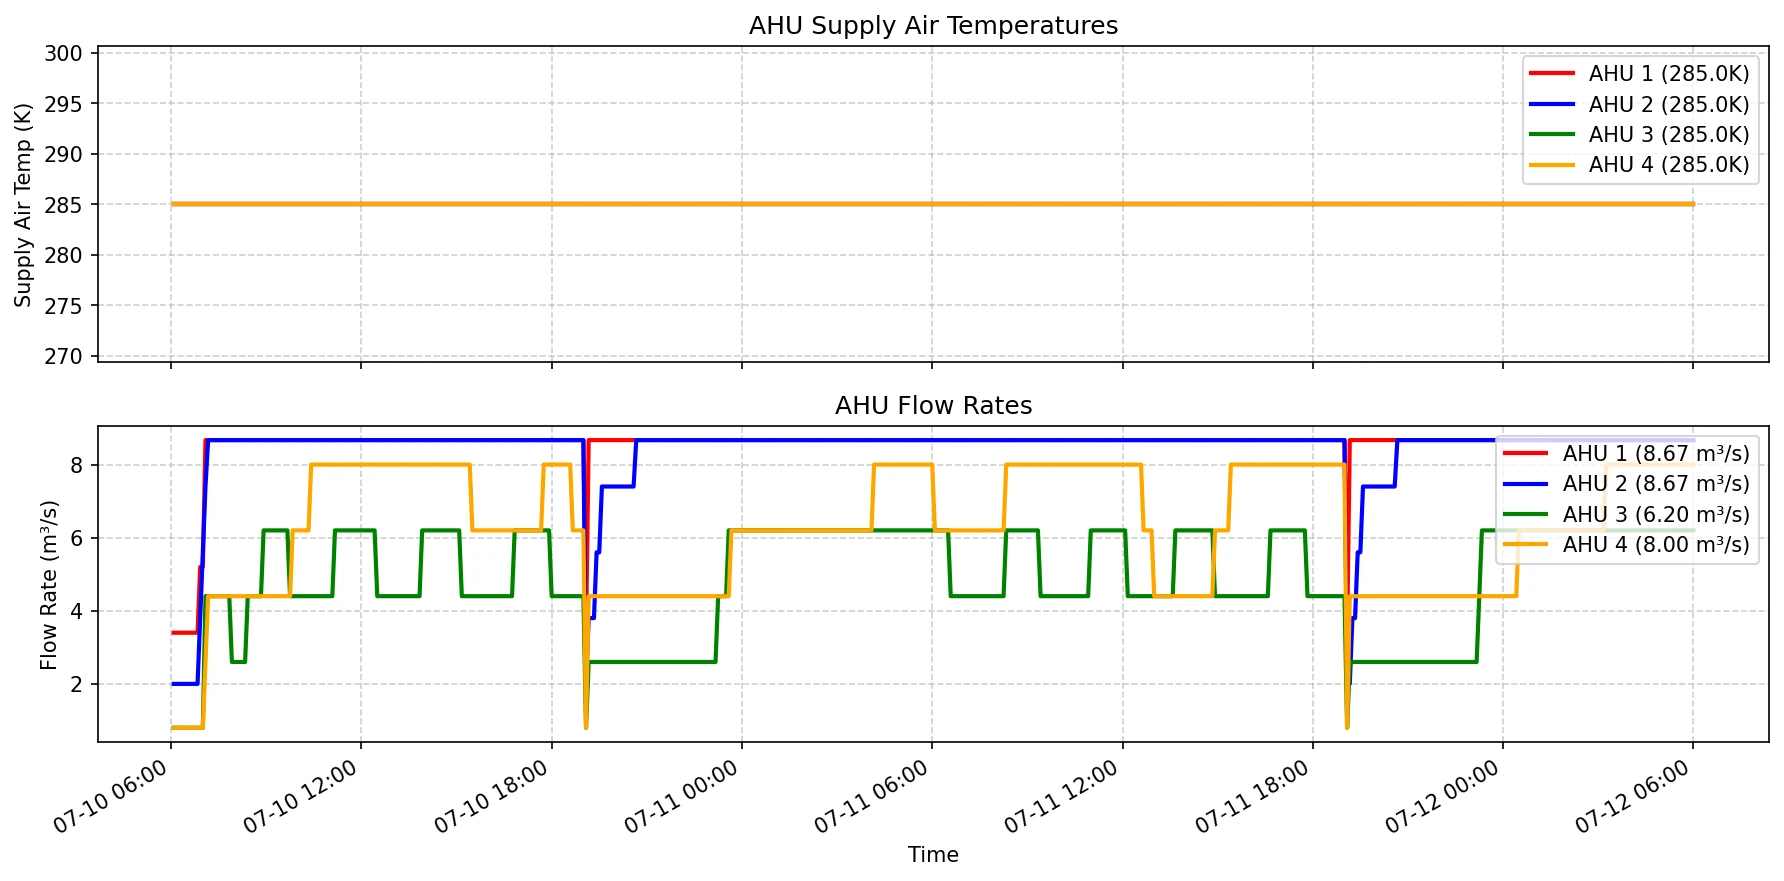 AHU Supply Air Temperatures
Supply Air Temp (K)
300
295
290
285
280
275
270
AHU 1 (285.0K)
AHU 2 (285.0K)
AHU 3 (285.0K)
AHU 4 (285.0K)
AHU Flow Rates
Flow Rate (m³/s)
8
6
4
2
AHU 1 (8.67 m³/s)
AHU 2 (8.67 m³/s)
AHU 3 (6.20 m³/s)
AHU 4 (8.00 m³/s)
07-10 06:00
07-10 12:00
07-10 18:00
07-11 00:00
07-11 06:00
07-11 12:00
07-11 18:00
07-12 00:00
07-12 06:00
Time